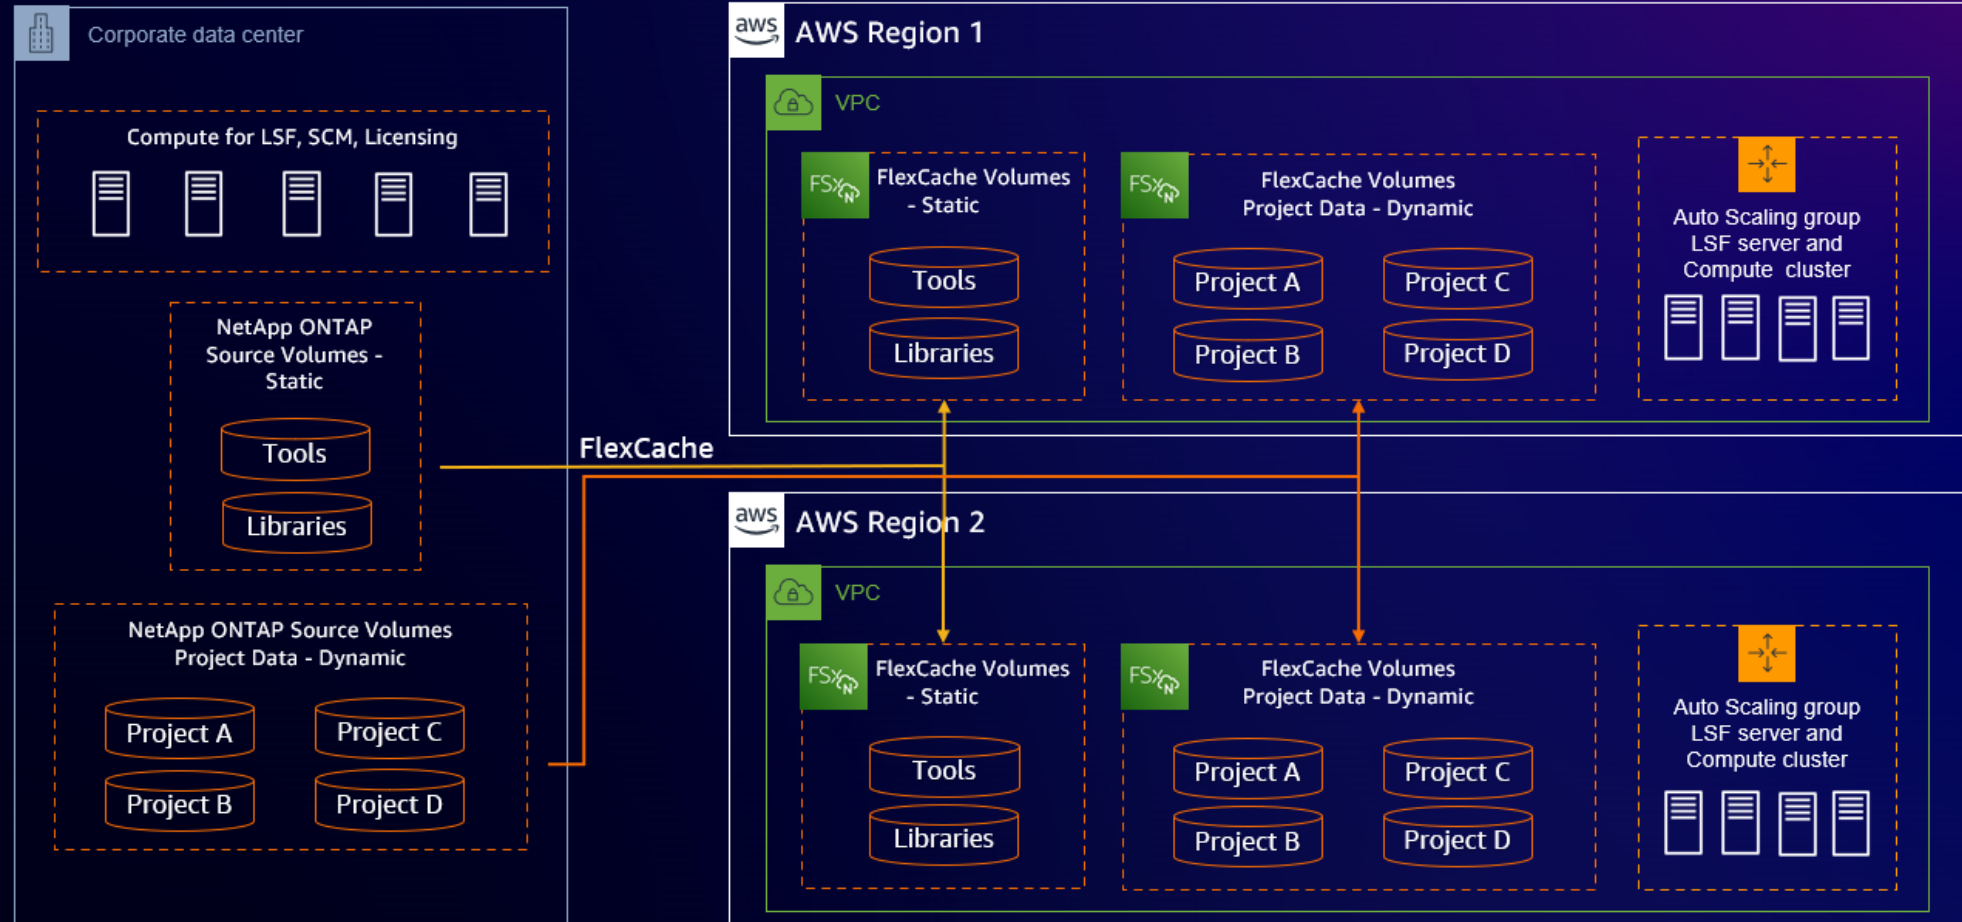 Corporate data center
Compute for LSF, SCM, Licensing
NetApp ONTAP
Source Volumes -
Static
Tools
Libraries
NetApp ONTAP Source Volumes
Project Data - Dynamic
Project A
Project C
Project B
Project D
FlexCache
aws
AWS Region 1
VPC
FSx
N
FlexCache Volumes
- Static
Tools
Libraries
FSx
N
FlexCache Volumes
Project Data - Dynamic
Project A
Project C
Project B
Project D
Auto Scaling group
LSF server and
Compute cluster
aws
AWS Region 2
VPC
FSx
N
FlexCache Volumes
- Static
Tools
Libraries
FSx
N
FlexCache Volumes
Project Data - Dynamic
Project A
Project C
Project B
Project D
Auto Scaling group
LSF server and
Compute cluster